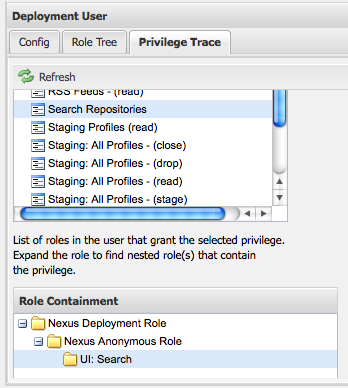 Deployment User
Config Role Tree Privilege Trace
Refresh
RSS Feeds - (read)
Search Repositories
Staging Profiles (read)
Staging: All Profiles - (close)
Staging: All Profiles - (drop)
Staging: All Profiles - (read)
Staging: All Profiles - (stage)
List of roles in the user that grant the selected privilege.
Expand the role to find nested role(s) that contain
the privilege.
Role Containment
Nexus Deployment Role
Nexus Anonymous Role
UI: Search